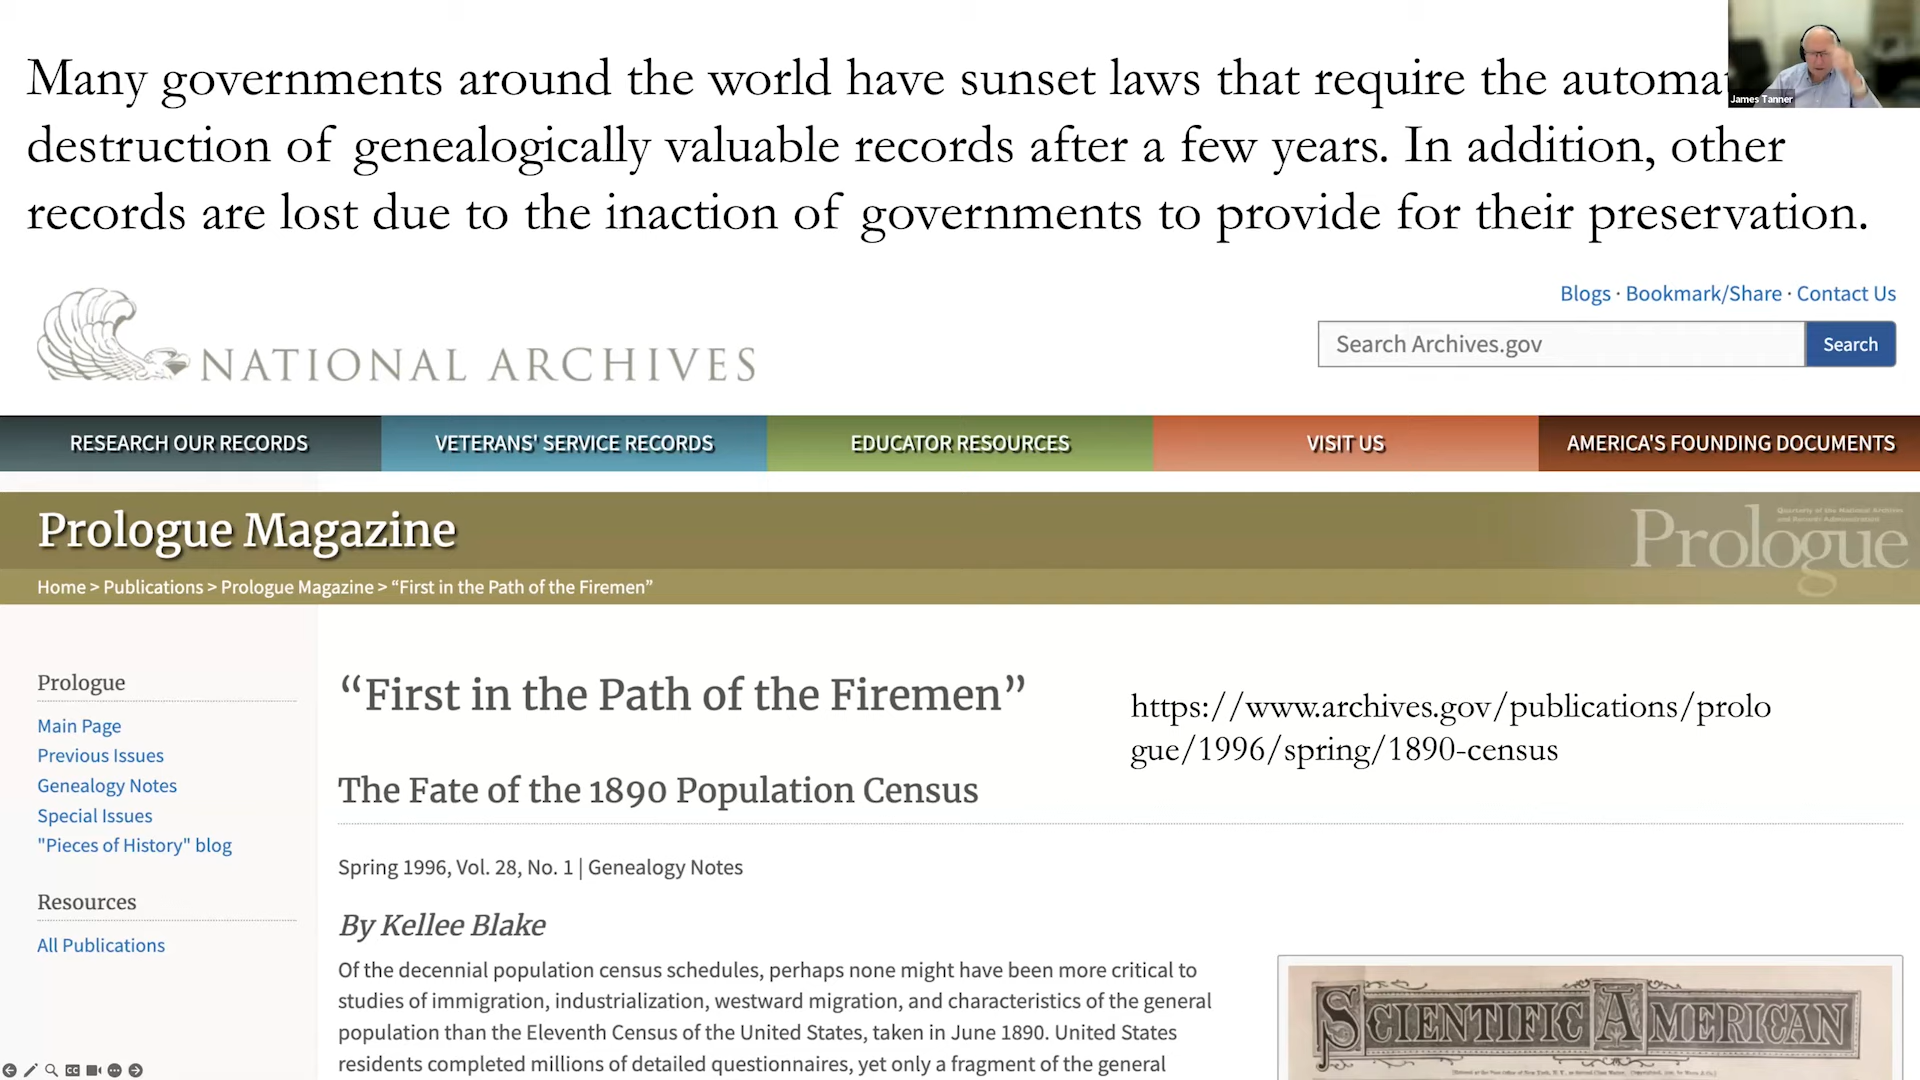 Many governments around the world have sunset laws that require the automa
destruction of genealogically valuable records after a few years. In addition, other
records are lost due to the inaction of governments to provide for their preservation.
James Tanner
Blogs · Bookmark/Share · Contact Us
NATIONAL ARCHIVES
Search Archives.gov
Search
RESEARCH OUR RECORDS
VETERANS' SERVICE RECORDS
EDUCATOR RESOURCES
VISIT US
AMERICA'S FOUNDING DOCUMENTS
Prologue Magazine
Quarterly of the National Archives
and Records Administration
Prologue
Home > Publications > Prologue Magazine > “First in the Path of the Firemen”
Prologue
Main Page
Previous Issues
Genealogy Notes
Special Issues
"Pieces of History" blog
Resources
All Publications
“First in the Path of the Firemen”
https://www.archives.gov/publications/prolo
gue/1996/spring/1890-census
The Fate of the 1890 Population Census
Spring 1996, Vol. 28, No. 1 | Genealogy Notes
By Kellee Blake
Of the decennial population census schedules, perhaps none might have been more critical to
studies of immigration, industrialization, westward migration, and characteristics of the general
population than the Eleventh Census of the United States, taken in June 1890. United States
residents completed millions of detailed questionnaires, yet only a fragment of the general
SCIENTIFIC AMERICAN
CC